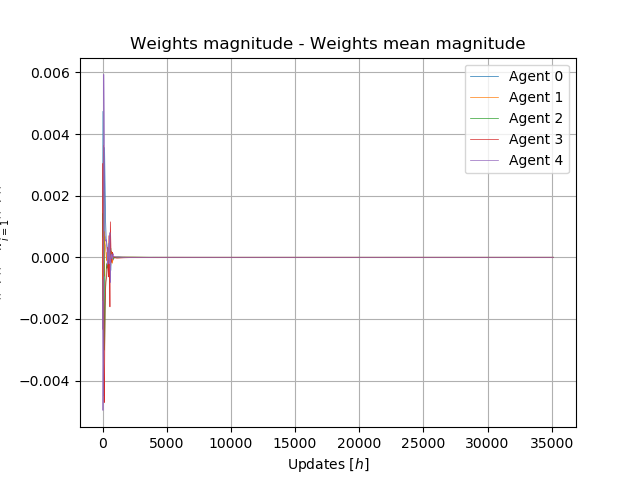 Weights magnitude - Weights mean magnitude
0.006
0.004
0.002
0.000
−0.002
−0.004
0
5000
10000
15000
20000
25000
30000
35000
Updates [h]
Agent 0
Agent 1
Agent 2
Agent 3
Agent 4